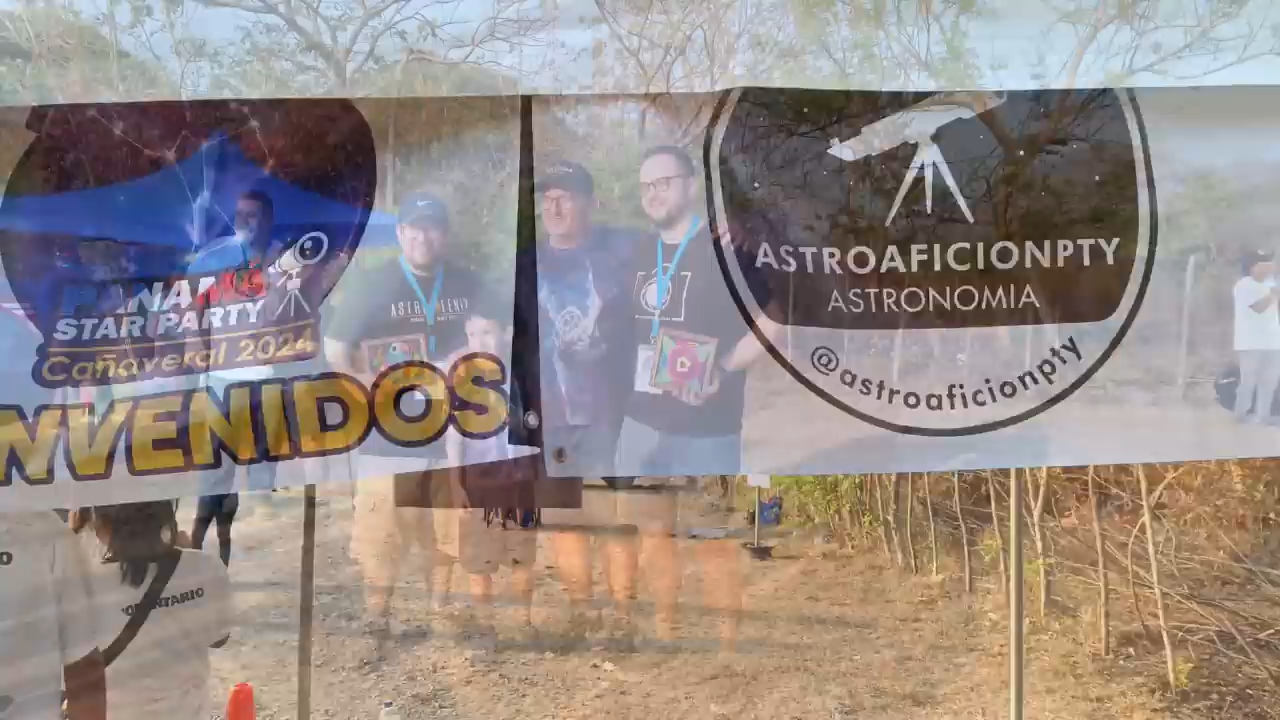 PANAMÁ
STAR PARTY
Cañaveral 2024
NVENIDOS
ASTROAFICIONPTY
ASTRONOMIA
@astroaficionpty